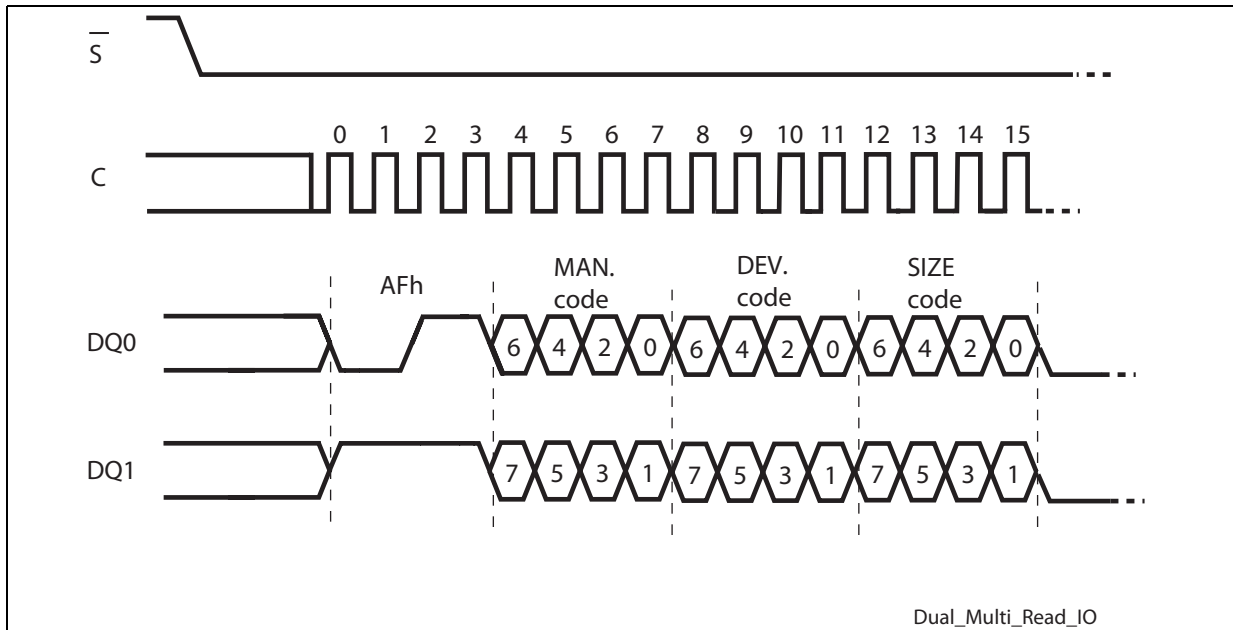 S
0 1 2 3 4 5 6 7 8 9 10 11 12 13 14 15
C
AFh
MAN.
code
DEV.
code
SIZE
code
DQ0
6 4 2 0 6 4 2 0 6 4 2 0
DQ1
7 5 3 1 7 5 3 1 7 5 3 1
Dual_Multi_Read_IO